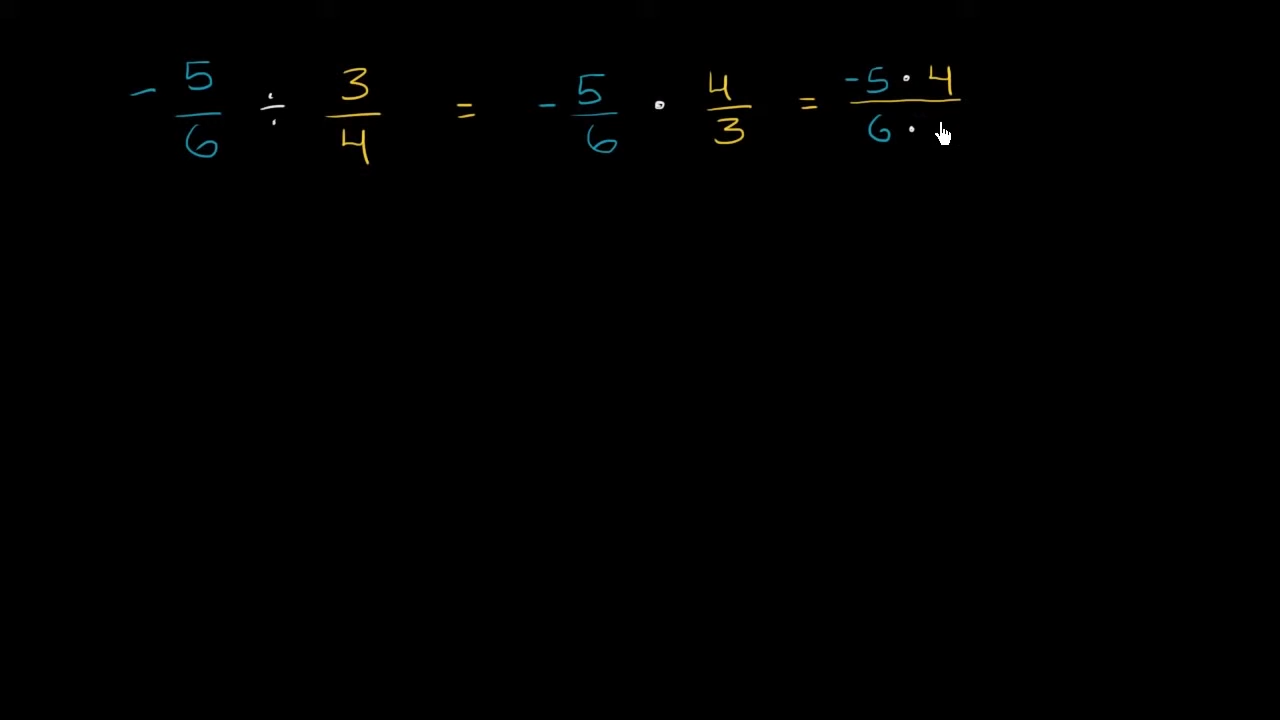 - 5/6 ÷ 3/4 = - 5/6 · 4/3 = -5 · 4 / 6 ·